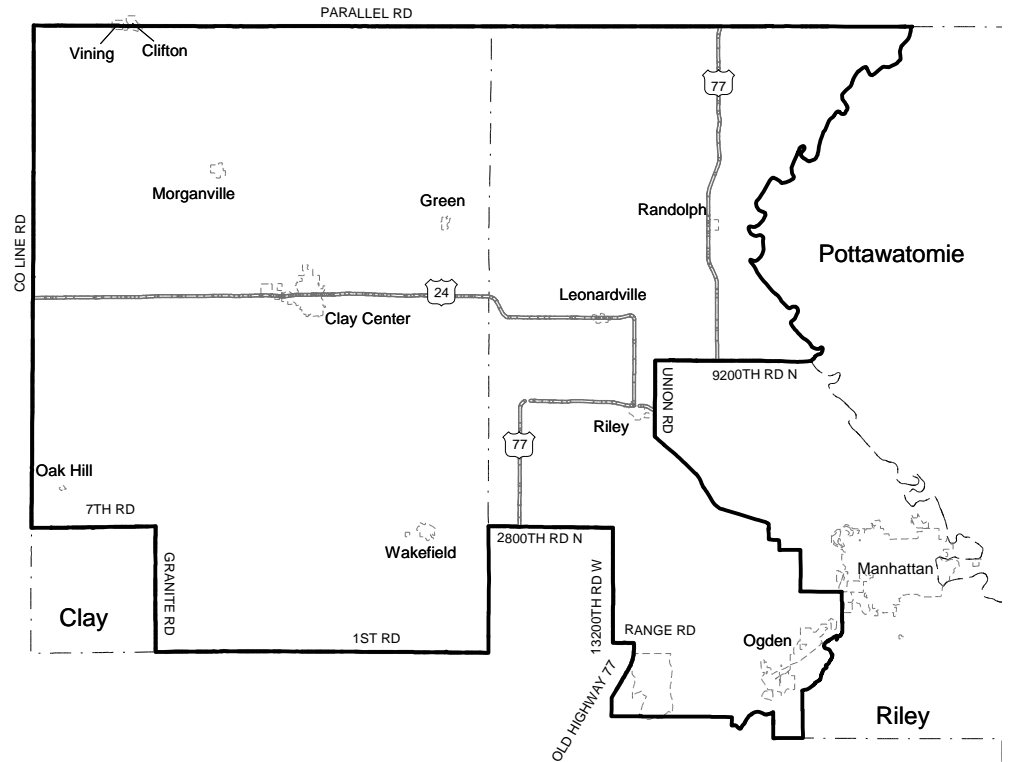 PARALLEL RD
Vining
Clifton
77
Morganville
Green
Randolph
CO LINE RD
Pottawatomie
24
Leonardville
Clay Center
9200TH RD N
UNION RD
Riley
77
Oak Hill
7TH RD
2800TH RD N
Wakefield
GRANITE RD
13200TH RD W
Manhattan
Clay
1ST RD
RANGE RD
Ogden
OLD HIGHWAY 77
Riley